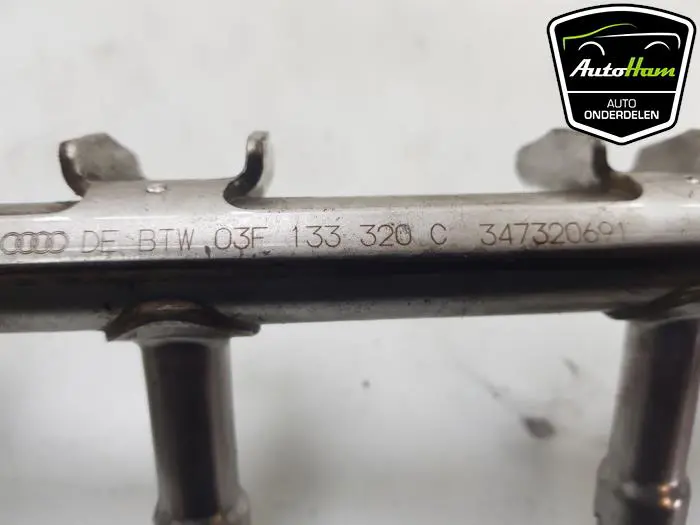 AutoHam
AUTO
ONDERDELEN
DE BTW 03F 133 320 C 347320691